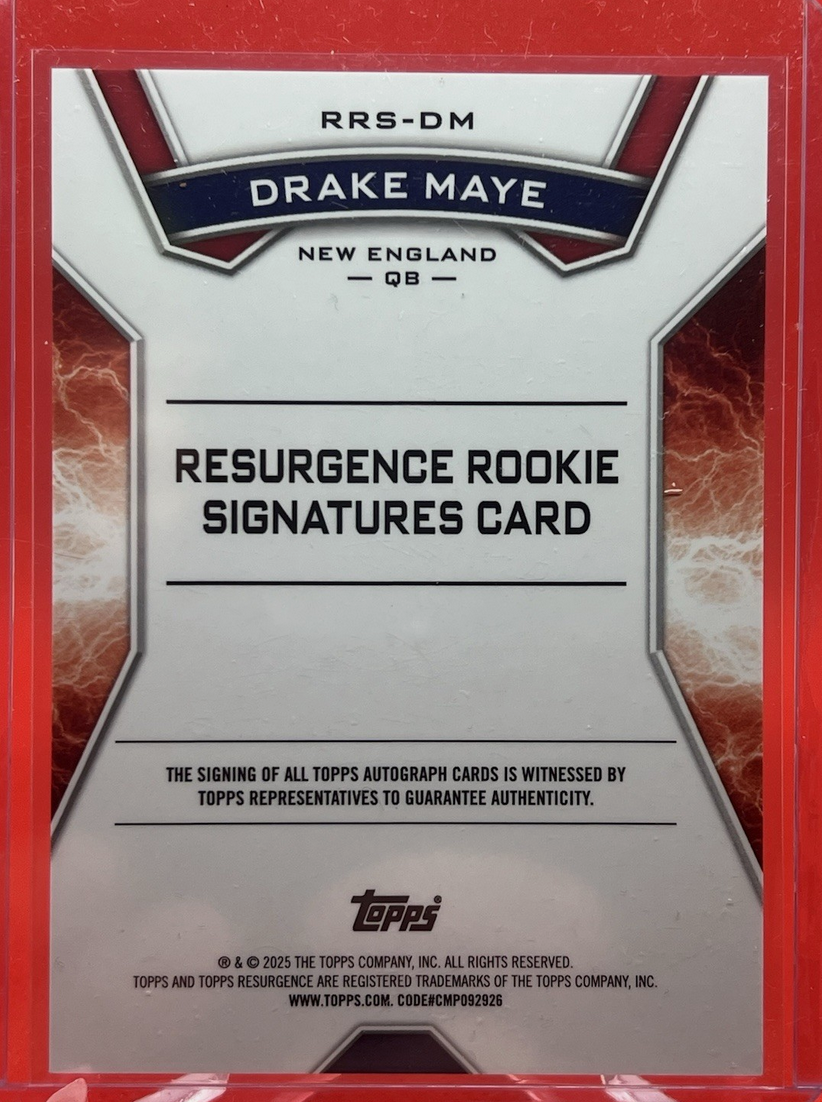 RRS-DM
DRAKE MAYE
NEW ENGLAND
— QB —
RESURGENCE ROOKIE
SIGNATURES CARD
THE SIGNING OF ALL TOPPS AUTOGRAPH CARDS IS WITNESSED BY
TOPPS REPRESENTATIVES TO GUARANTEE AUTHENTICITY.
topps®
® & © 2025 THE TOPPS COMPANY, INC. ALL RIGHTS RESERVED.
TOPPS AND TOPPS RESURGENCE ARE REGISTERED TRADEMARKS OF THE TOPPS COMPANY, INC.
WWW.TOPPS.COM. CODE#CMP092926